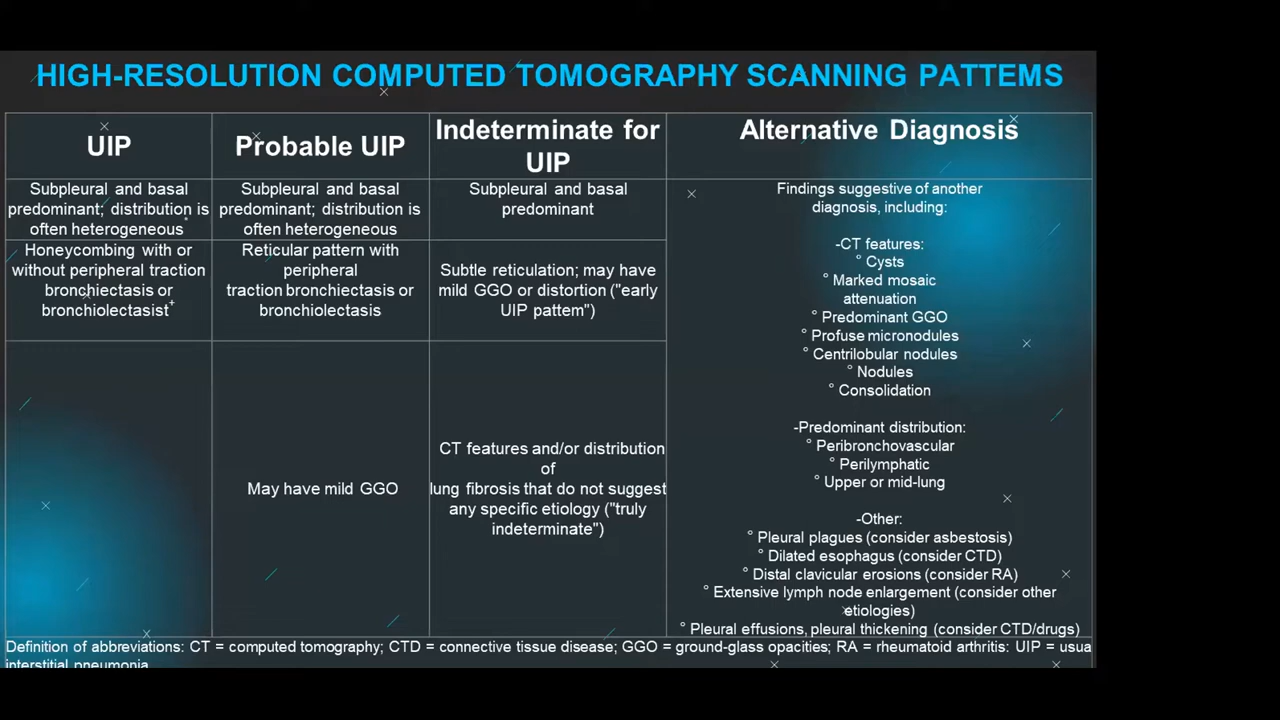 HIGH-RESOLUTION COMPUTED TOMOGRAPHY SCANNING PATTEMS
UIP
Probable UIP
Indeterminate for
UIP
Alternative Diagnosis
Subpleural and basal
predominant; distribution is
often heterogeneous*
Subpleural and basal
predominant; distribution is
often heterogeneous
Subpleural and basal
predominant
Honeycombing with or
without peripheral traction
bronchiectasis or
bronchiolectasist+
Reticular pattern with
peripheral
traction bronchiectasis or
bronchiolectasis
Subtle reticulation; may have
mild GGO or distortion ("early
UIP pattem")
May have mild GGO
CT features and/or distribution
of
lung fibrosis that do not suggest
any specific etiology ("truly
indeterminate")
Findings suggestive of another
diagnosis, including:
-CT features:
° Cysts
° Marked mosaic
attenuation
° Predominant GGO
° Profuse micronodules
° Centrilobular nodules
° Nodules
° Consolidation
-Predominant distribution:
° Peribronchovascular
° Perilymphatic
° Upper or mid-lung
-Other:
° Pleural plagues (consider asbestosis)
° Dilated esophagus (consider CTD)
° Distal clavicular erosions (consider RA)
° Extensive lymph node enlargement (consider other
etiologies)
° Pleural effusions, pleural thickening (consider CTD/drugs)
Definition of abbreviations: CT = computed tomography; CTD = connective tissue disease; GGO = ground-glass opacities; RA = rheumatoid arthritis: UIP = usua
interstitial pneumonia